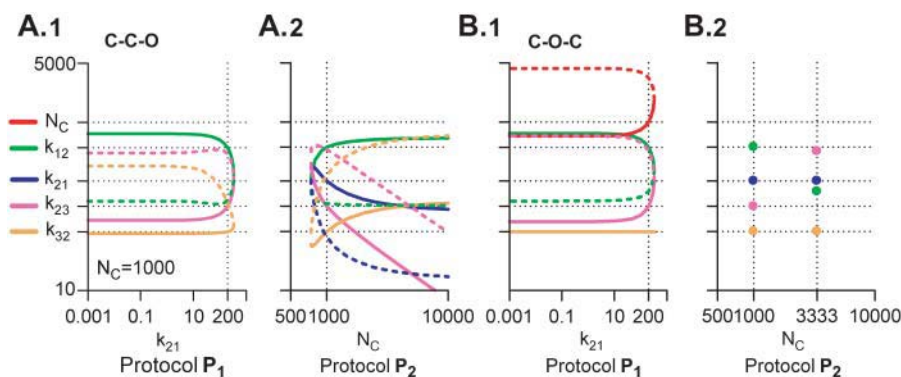 A.1
C-C-O
A.2
B.1
C-O-C
B.2
5000
N_C
k_12
k_21
k_23
k_32
N_C=1000
10
0.001 0.1 10 200
k_21
Protocol P_1
500 1000 10000
N_C
Protocol P_2
0.001 0.1 10 200
k_21
Protocol P_1
500 1000 3333 10000
N_C
Protocol P_2